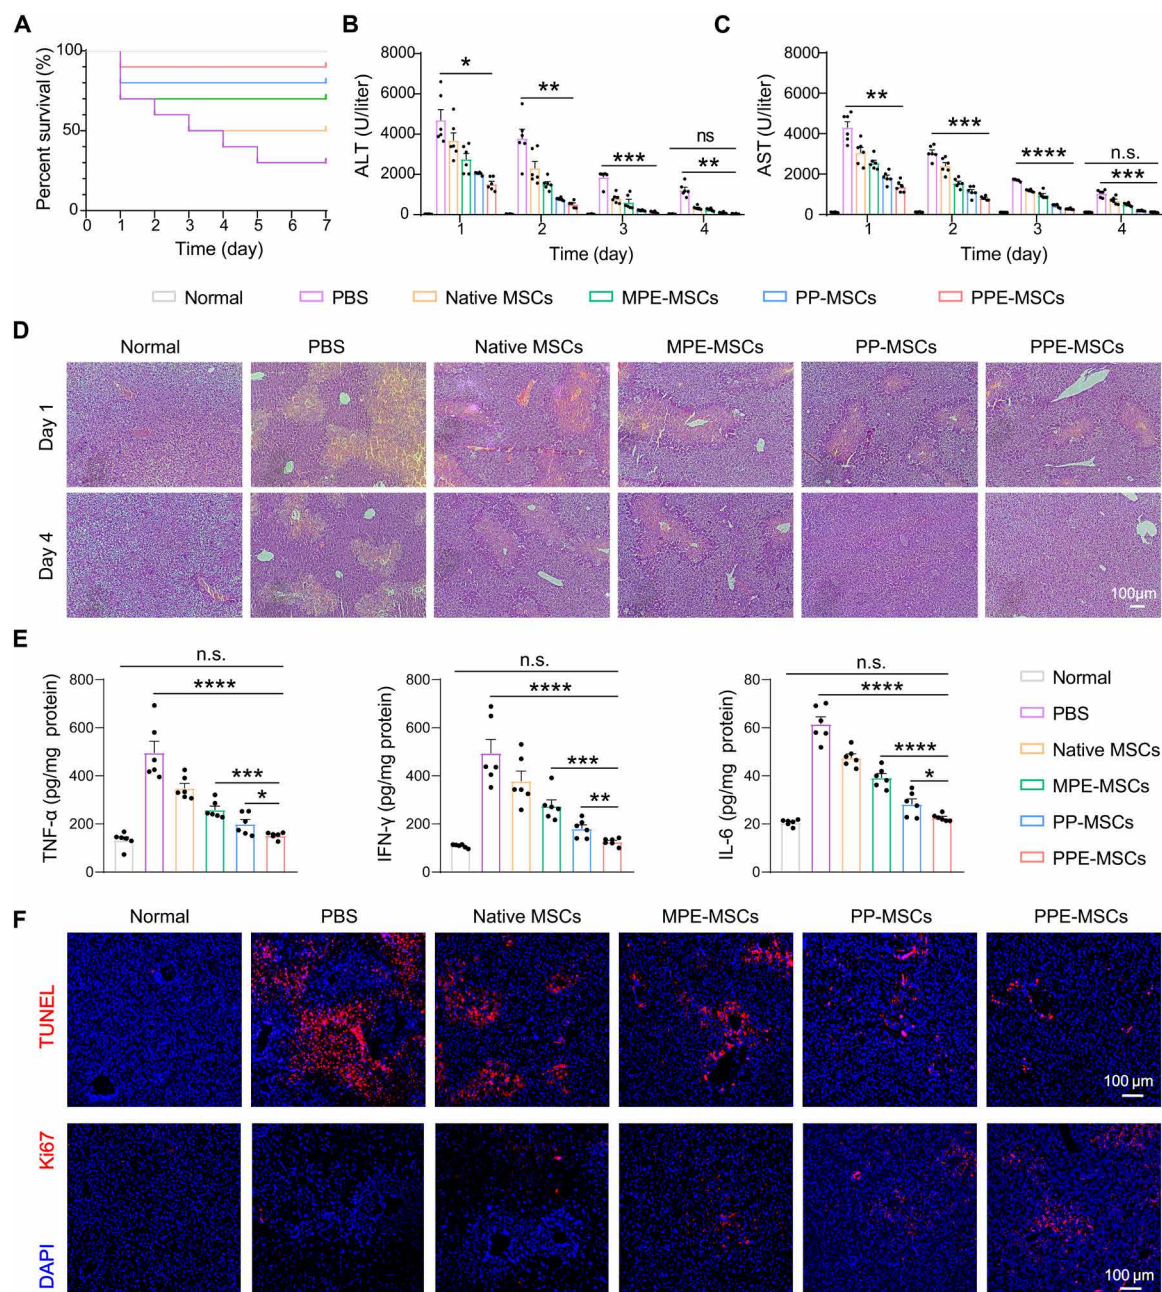 A
Percent survival (%)
100
50
0
0 1 2 3 4 5 6 7
Time (day)
B
ALT (U/liter)
8000
6000
4000
2000
0
*
**
***
ns
**
1 2 3 4
Time (day)
C
AST (U/liter)
8000
6000
4000
2000
0
**
***
****
n.s.
***
1 2 3 4
Time (day)
Normal PBS Native MSCs MPE-MSCs PP-MSCs PPE-MSCs
D
Normal PBS Native MSCs MPE-MSCs PP-MSCs PPE-MSCs
Day 1
Day 4
100µm
E
TNF-α (pg/mg protein)
800
600
400
200
0
n.s.
****
***
*
IFN-γ (pg/mg protein)
800
600
400
200
0
n.s.
****
***
**
IL-6 (pg/mg protein)
80
60
40
20
0
n.s.
****
****
*
Normal
PBS
Native MSCs
MPE-MSCs
PP-MSCs
PPE-MSCs
F
Normal PBS Native MSCs MPE-MSCs PP-MSCs PPE-MSCs
TUNEL
100 µm
DAPI Ki67
100 µm